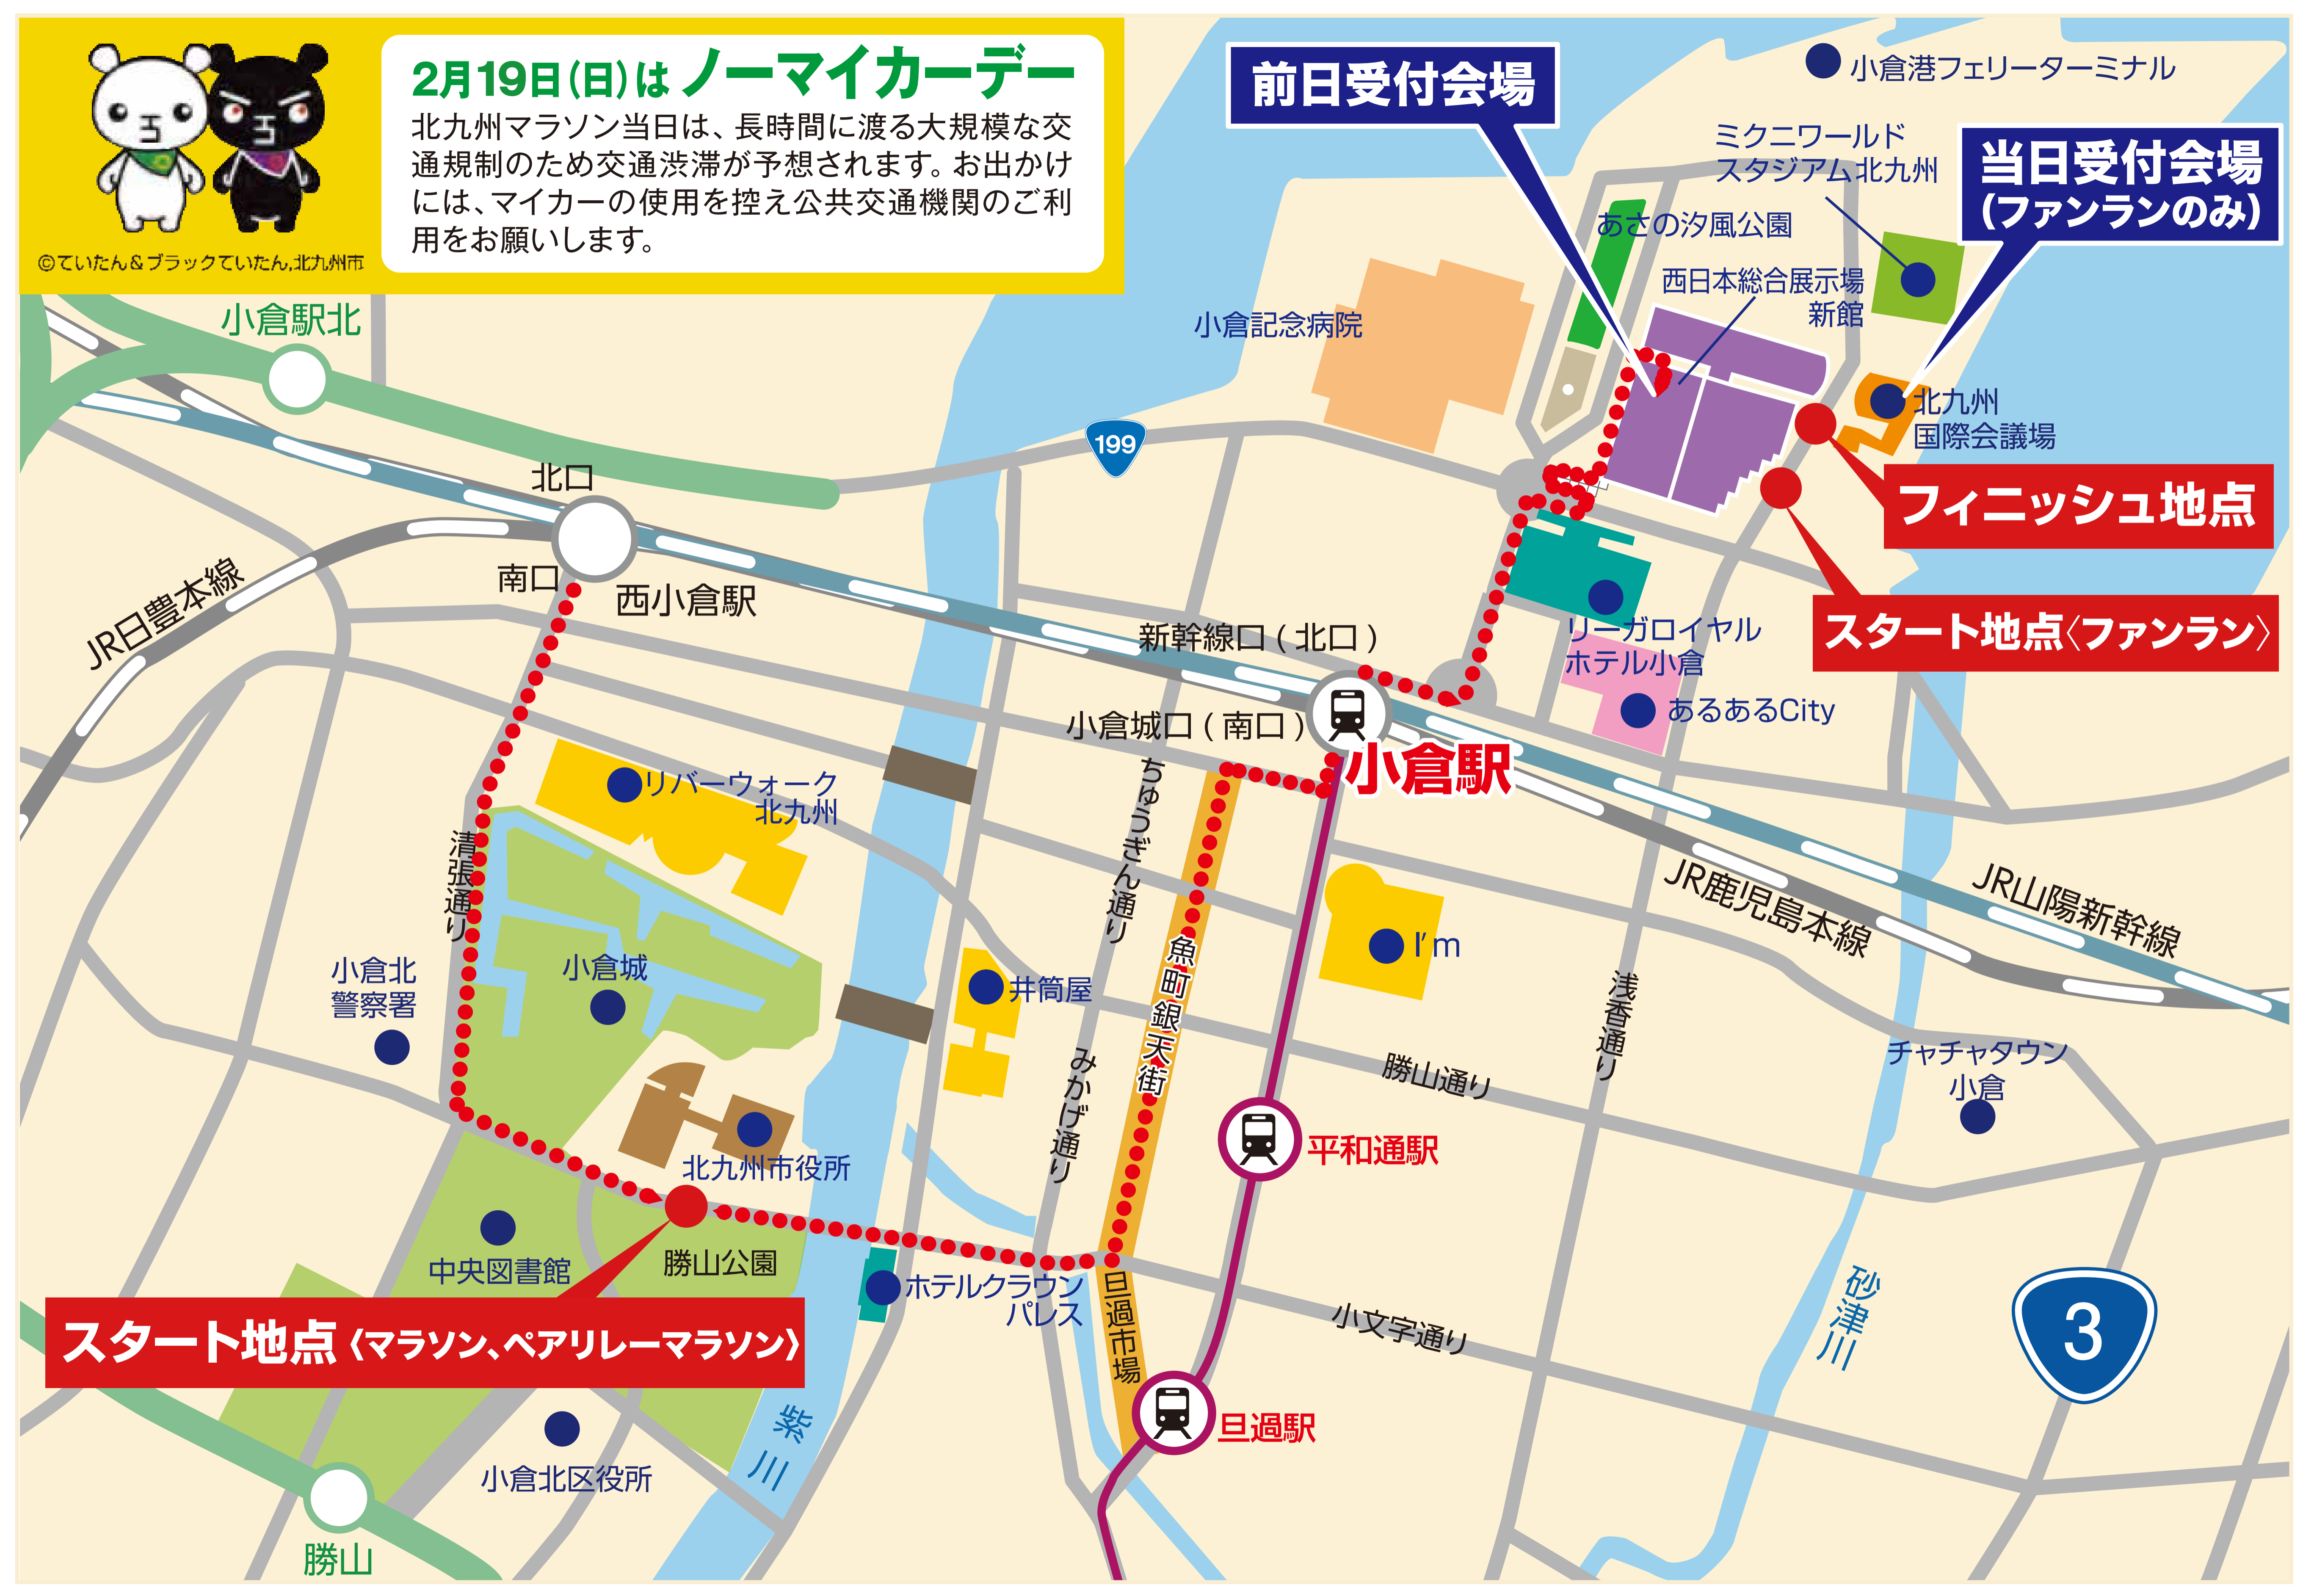 2月19日(日)は ノーマイカーデー
北九州マラソン当日は、長時間に渡る大規模な交
通規制のため交通渋滞が予想されます。お出かけ
には、マイカーの使用を控え公共交通機関のご利
用をお願いします。
©ていたん&ブラックていたん,北九州市
前日受付会場
小倉港フェリーターミナル
ミクニワールド
スタジアム北九州
当日受付会場
(ファンランのみ)
あさの汐風公園
西日本総合展示場
新館
小倉記念病院
小倉駅北
北九州
国際会議場
199
フィニッシュ地点
北口
南口
西小倉駅
JR日豊本線
スタート地点〈ファンラン〉
新幹線口(北口)
リーガロイヤル
ホテル小倉
あるあるCity
小倉城口(南口)
小倉駅
リバーウォーク
北九州
ちゅうぎん通り
清張通り
JR鹿児島本線
JR山陽新幹線
I'm
魚町銀天街
小倉北
警察署
小倉城
井筒屋
浅香通り
みかげ通り
勝山通り
チャチャタウン
小倉
平和通駅
北九州市役所
中央図書館
勝山公園
ホテルクラウン
パレス
旦過市場
小文字通り
砂津川
3
スタート地点〈マラソン、ペアリレーマラソン〉
紫川
旦過駅
小倉北区役所
勝山